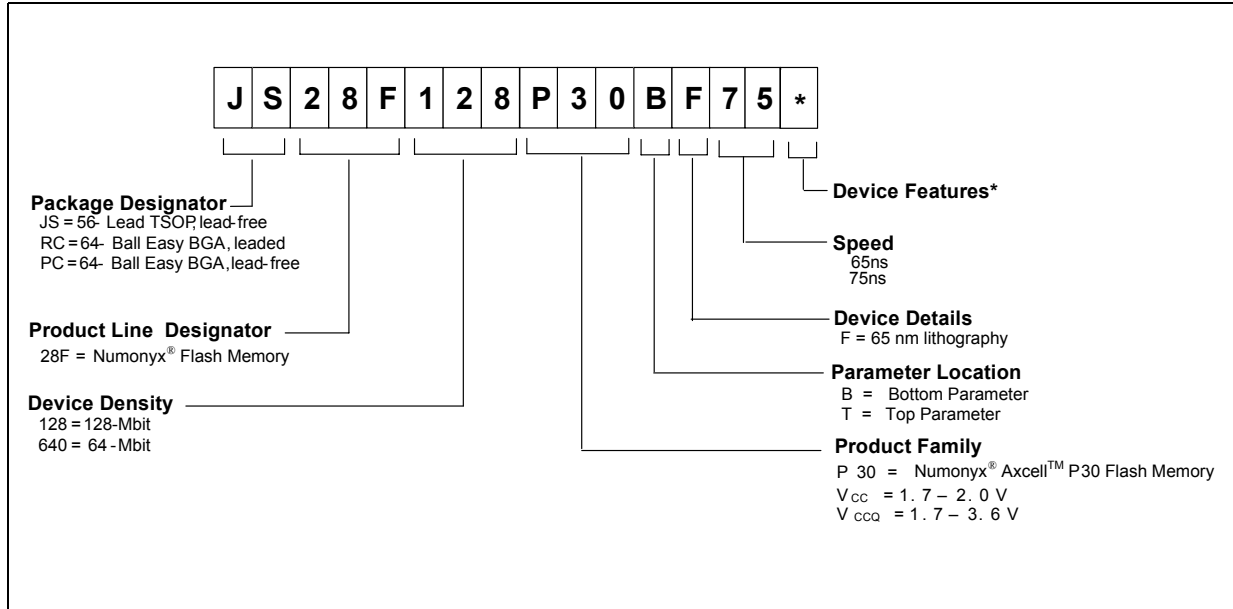 J S 2 8 F 1 2 8 P 3 0 B F 7 5 *
Package Designator
JS = 56- Lead TSOP, lead-free
RC = 64- Ball Easy BGA, leaded
PC = 64- Ball Easy BGA, lead-free
Product Line Designator
28F = Numonyx® Flash Memory
Device Density
128 = 128-Mbit
640 = 64-Mbit
Device Features*
Speed
65ns
75ns
Device Details
F = 65 nm lithography
Parameter Location
B = Bottom Parameter
T = Top Parameter
Product Family
P 30 = Numonyx® Axcell™ P30 Flash Memory
V CC = 1.7 – 2.0 V
V CCQ = 1.7 – 3.6 V